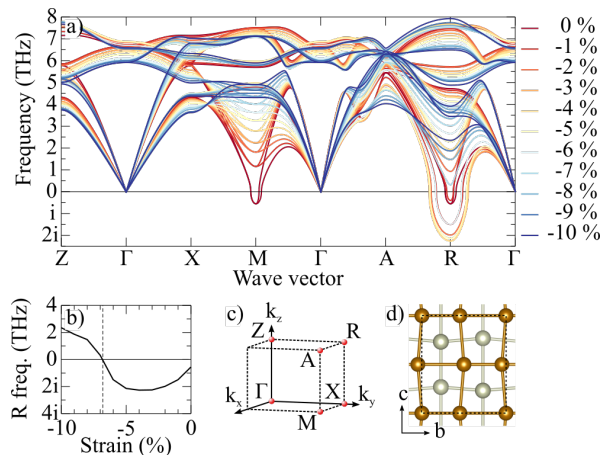 a)
Frequency (THz)
8
7
6
5
4
3
2
1
0
i
2i
Z Γ X M Γ A R Γ
Wave vector
0 %
-1 %
-2 %
-3 %
-4 %
-5 %
-6 %
-7 %
-8 %
-9 %
-10 %
b)
R freq. (THz)
4
2
0
2i
4i
-10 -5 0
Strain (%)
c)
k_z
Z
R
A
Γ
X
k_x
k_y
M
d)
c
b